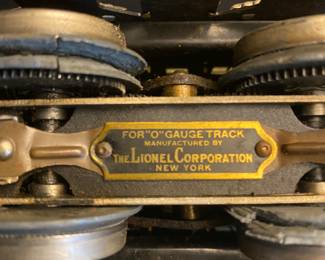 FOR "O" GAUGE TRACK
MANUFACTURED BY
THE LIONEL CORPORATION
NEW YORK